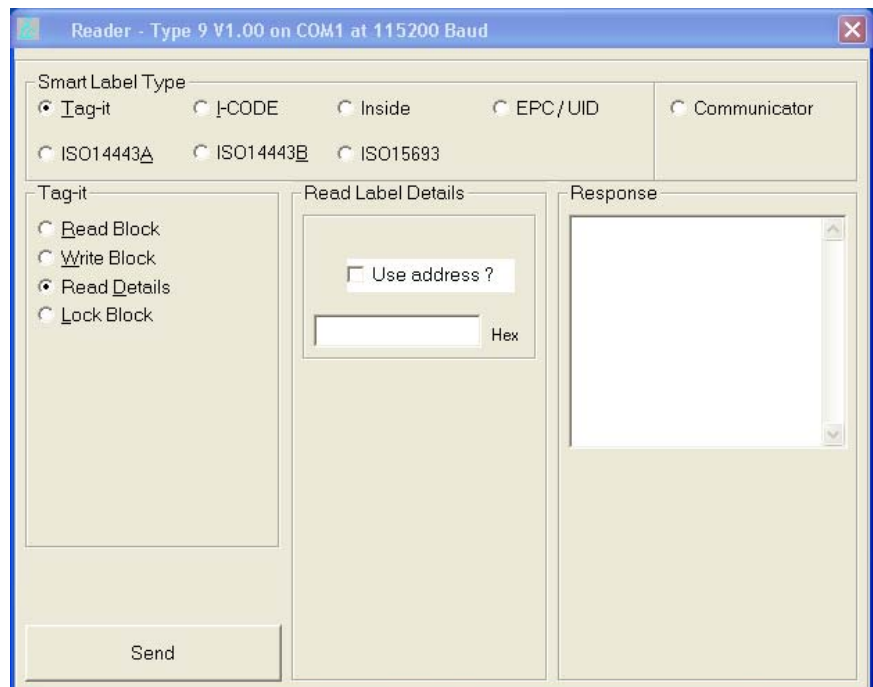 Reader - Type 9 V1.00 on COM1 at 115200 Baud
Smart Label Type
Tag-it I-CODE Inside EPC / UID Communicator
ISO14443A ISO14443B ISO15693
Tag-it
Read Block
Write Block
Read Details
Lock Block
Read Label Details
Use address ?
Hex
Response
Send